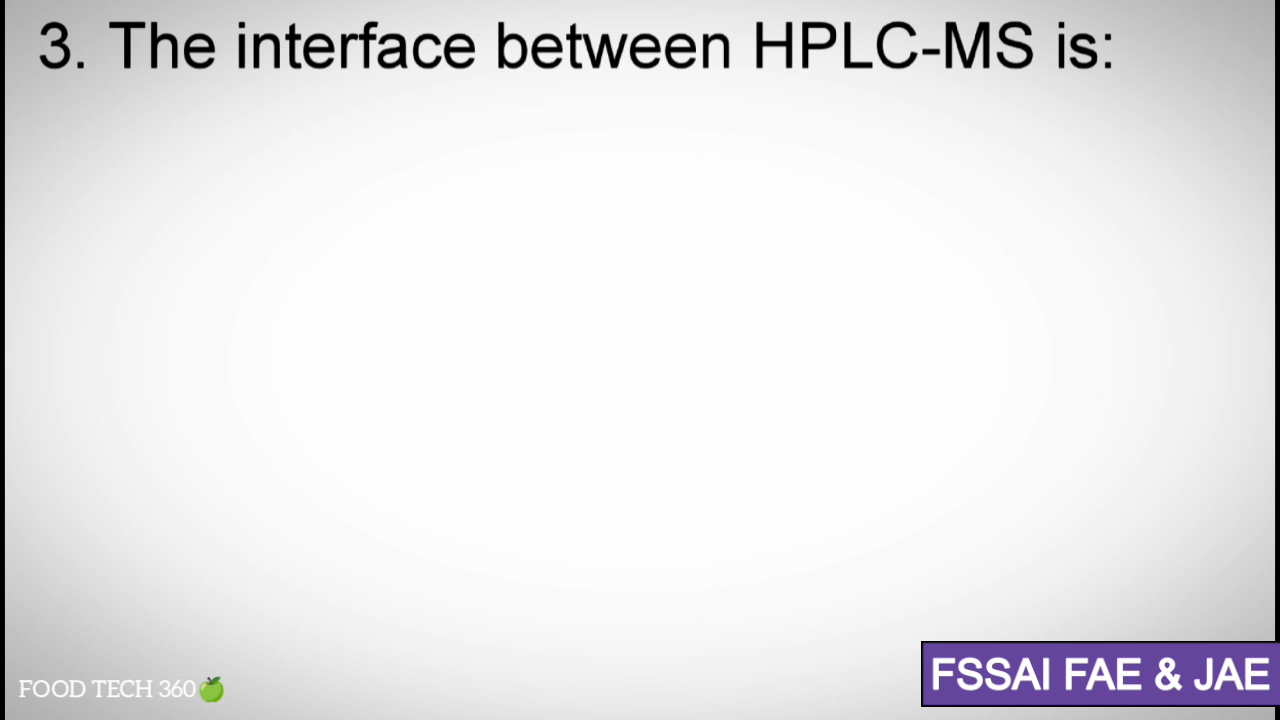 3. The interface between HPLC-MS is:
FOOD TECH 360
FSSAI FAE & JAE